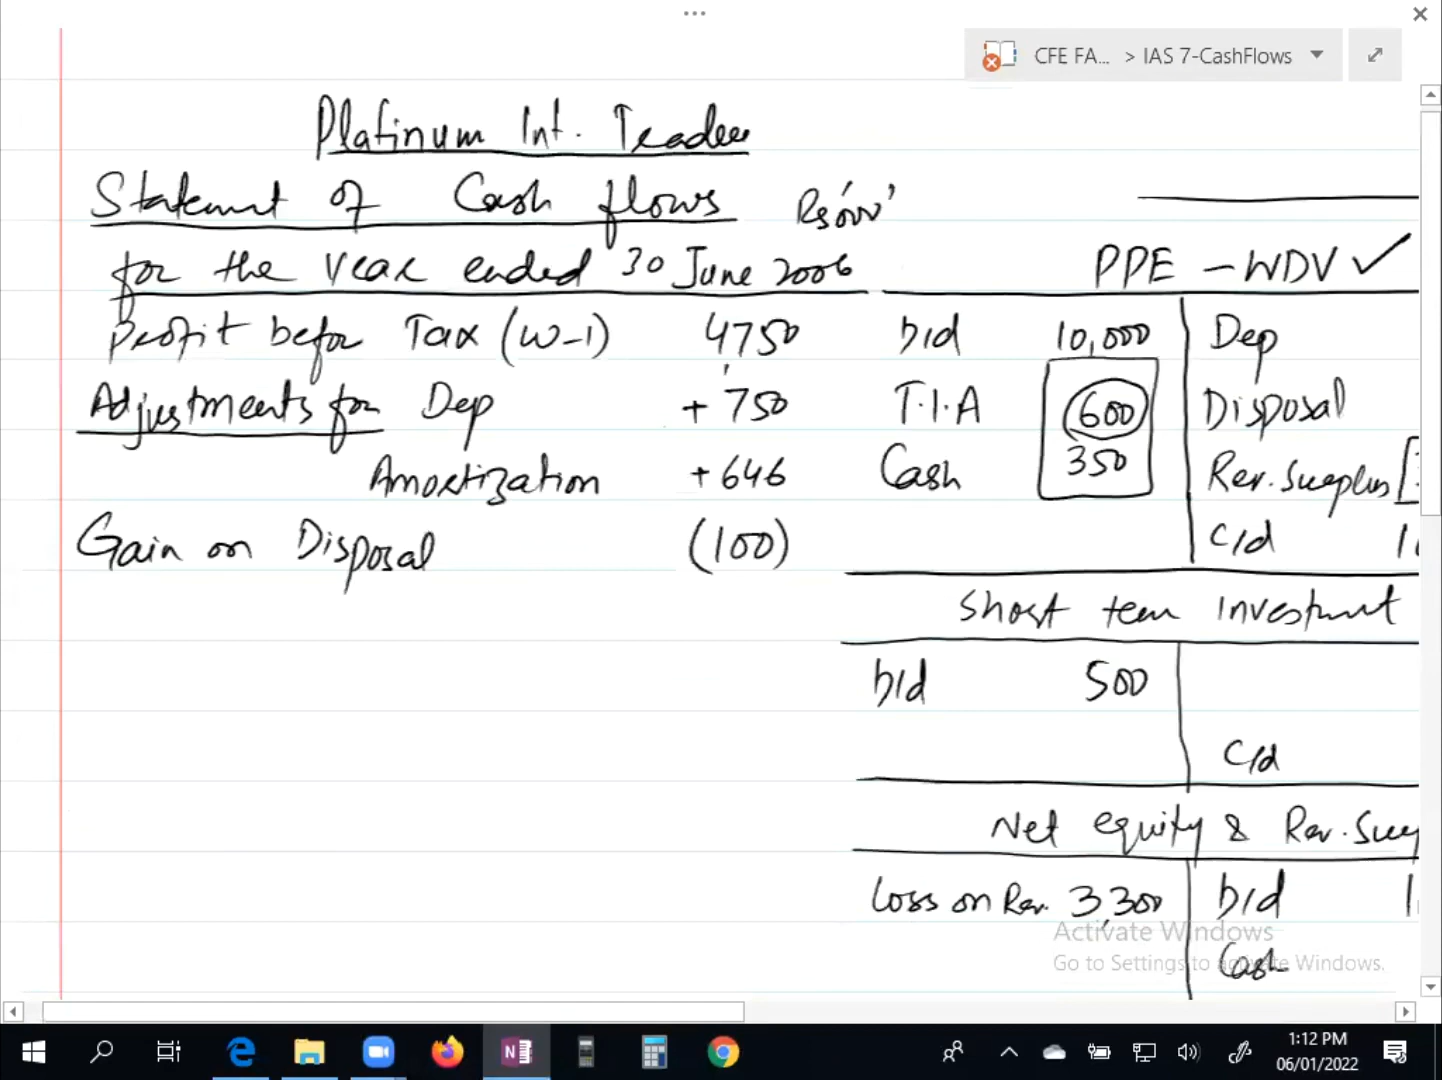 CFE FA... > IAS 7-CashFlows
Platinum Int. Traders
Statement of Cash flows Rs'000'
for the year ended 30 June 2006
Profit before Tax (W-1) 4750
Adjustments for Dep +750
Amortization +646
Gain on Disposal (100)
PPE - WDV ✓
b/d 10,000 Dep
T.I.A 600 Disposal
Cash 350 Rev. Surplus
c/d
Short term Investment
b/d 500
c/d
Net equity & Rev. Surp
Loss on Rev. 3,300 b/d
Cash
Activate Windows
Go to Settings to activate Windows.
1:12 PM
06/01/2022